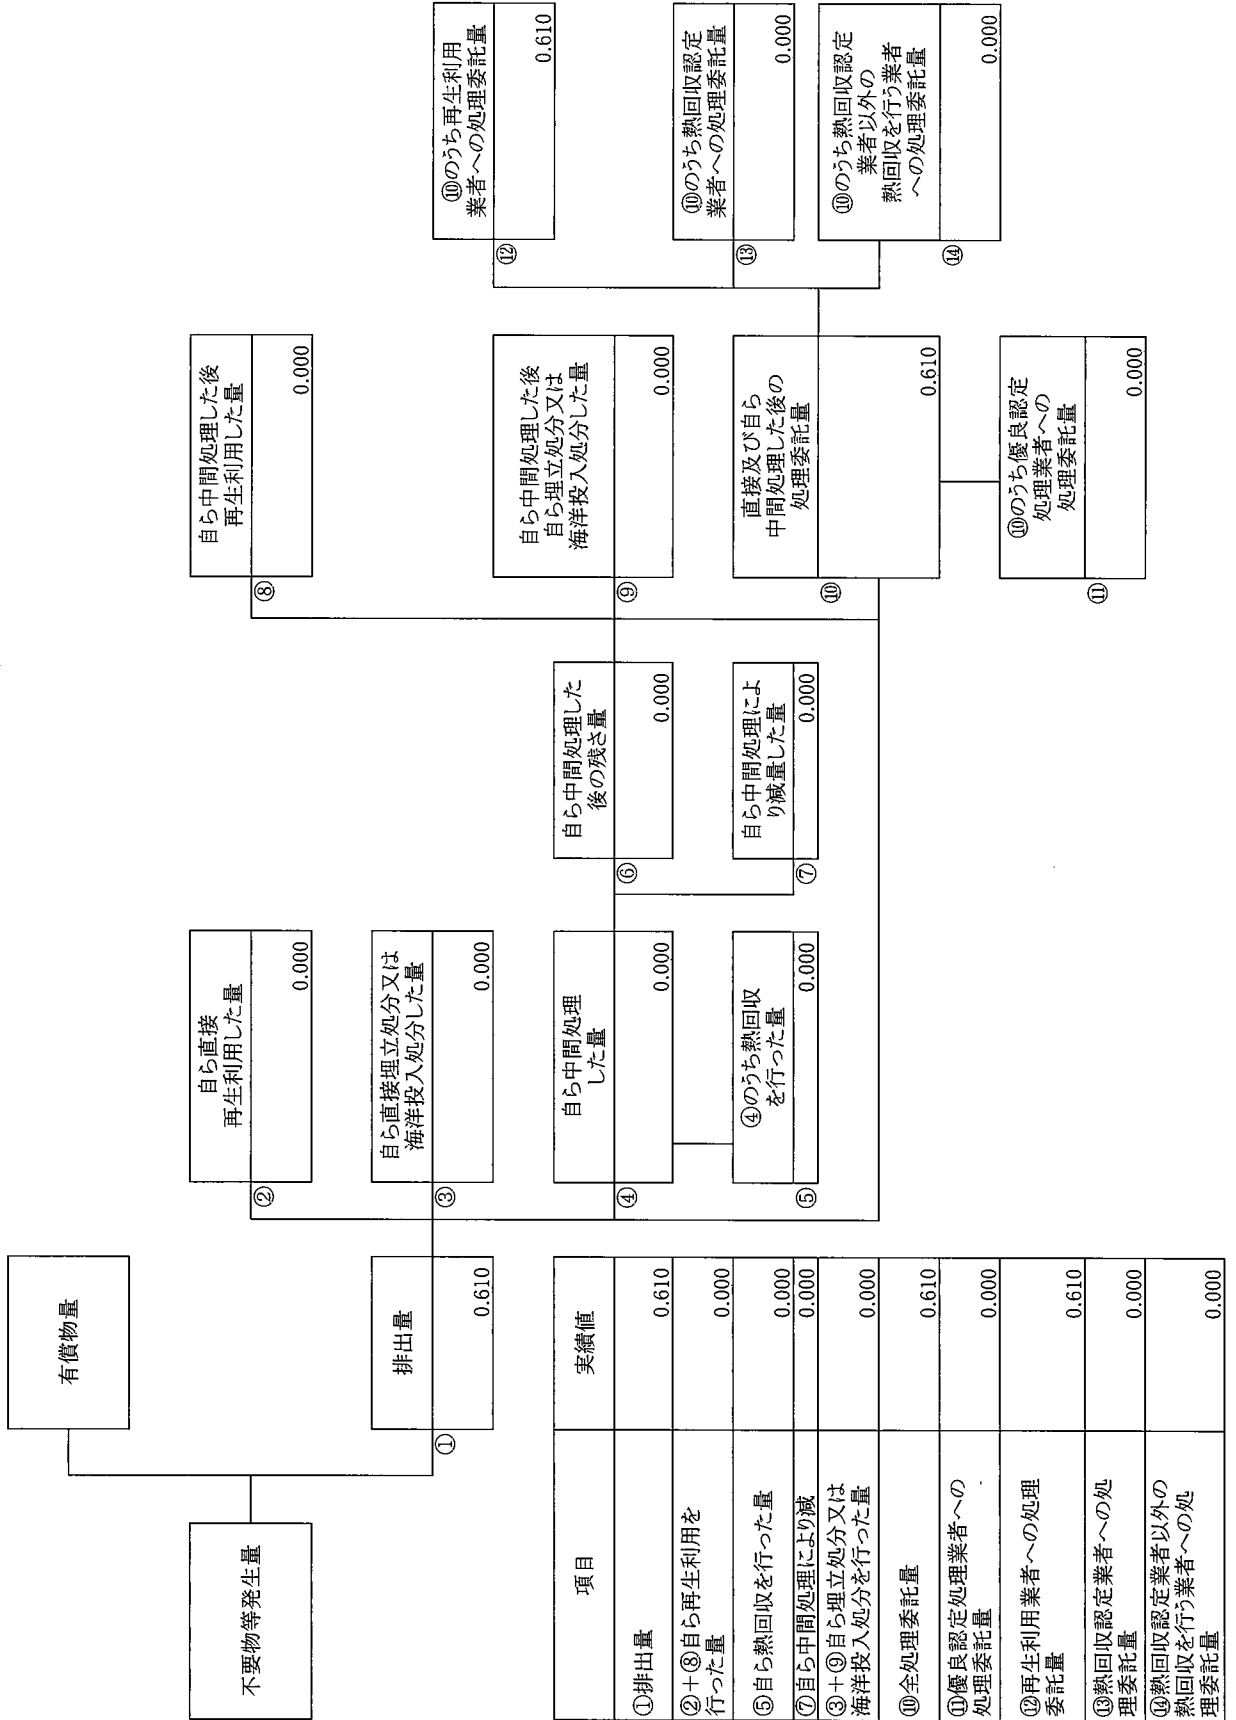 有償物量
不要物等発生量
排出量
①
0.610
自ら直接
再生利用した量
②
0.000
自ら直接埋立処分又は
海洋投入処分した量
③
0.000
自ら中間処理
した量
④
0.000
④のうち熱回収
を行った量
⑤
0.000
自ら中間処理した
後の残さ量
⑥
0.000
自ら中間処理によ
り減量した量
⑦
0.000
自ら中間処理した後
再生利用した量
⑧
0.000
自ら中間処理した後
自ら埋立処分又は
海洋投入処分した量
⑨
0.000
直接及び自ら
中間処理した後の
処理委託量
⑩
0.610
⑩のうち優良認定
処理業者への
処理委託量
⑪
0.000
⑩のうち再生利用
業者への処理委託量
⑫
0.610
⑩のうち熱回収認定
業者への処理委託量
⑬
0.000
⑩のうち熱回収認定
業者以外の
熱回収を行う業者
への処理委託量
⑭
0.000
項目 実績値
①排出量 0.610
②+⑧自ら再生利用を
行った量 0.000
⑤自ら熱回収を行った量 0.000
⑦自ら中間処理により減 0.000
③+⑨自ら埋立処分又は
海洋投入処分を行った量 0.000
⑩全処理委託量 0.610
⑪優良認定処理業者への
処理委託量 0.000
⑫再生利用業者への処理
委託量 0.610
⑬熱回収認定業者への処
理委託量 0.000
⑭熱回収認定業者以外の
熱回収を行う業者への処
理委託量 0.000